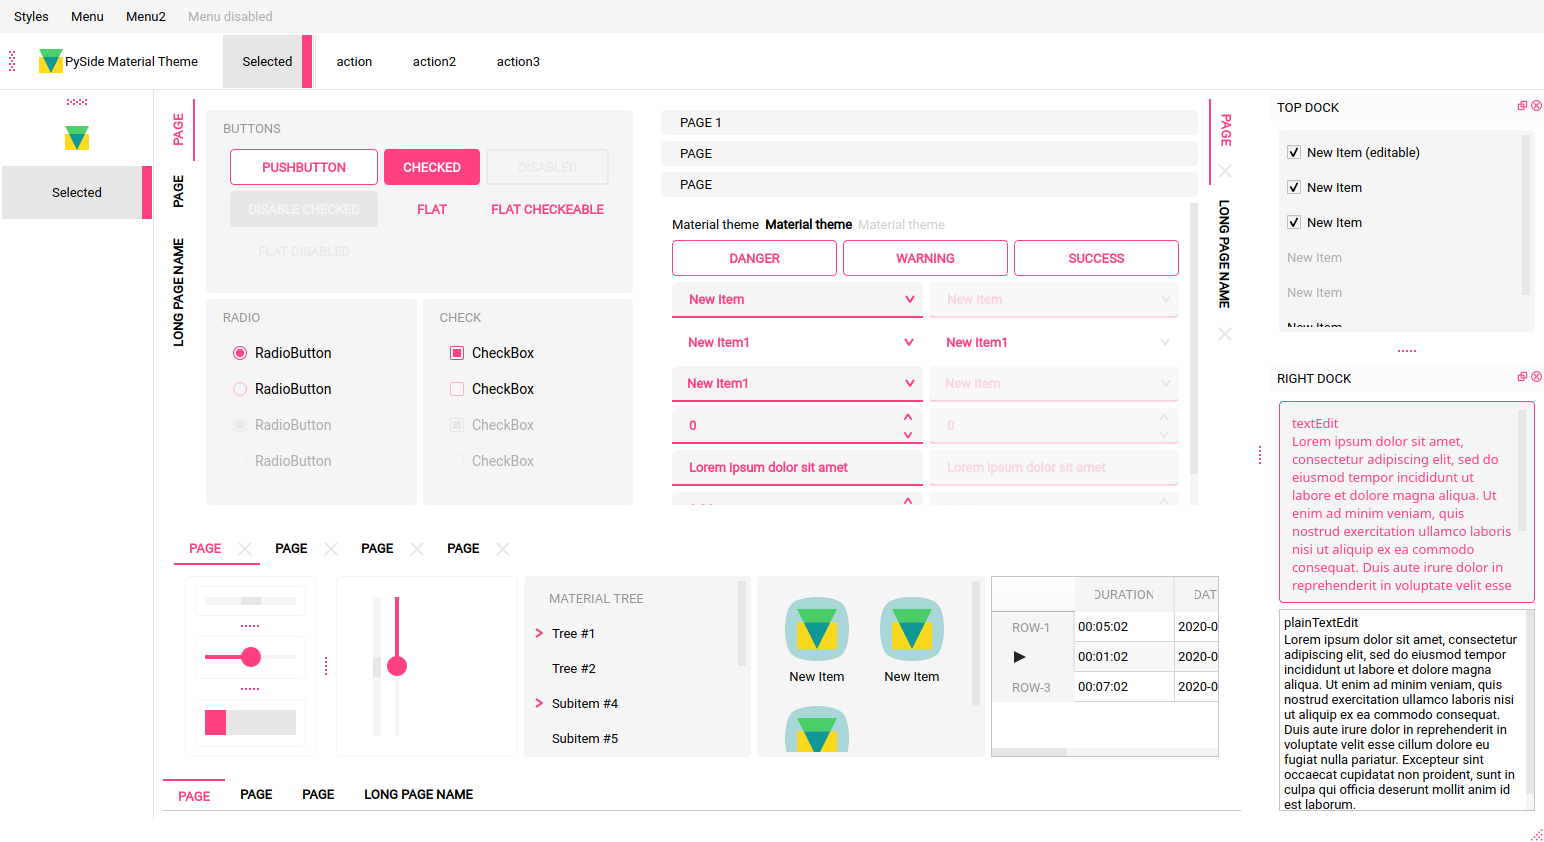 Styles Menu Menu2 Menu disabled
PySide Material Theme Selected action action2 action3
Selected
PAGE
PAGE
LONG PAGE NAME
BUTTONS
PUSHBUTTON CHECKED DISABLED
DISABLE CHECKED FLAT FLAT CHECKEABLE
FLAT DISABLED
RADIO
RadioButton
RadioButton
RadioButton
RadioButton
CHECK
CheckBox
CheckBox
CheckBox
CheckBox
PAGE 1
PAGE
PAGE
Material theme Material theme Material theme
DANGER WARNING SUCCESS
New Item New Item
New Item1 New Item1
New Item1 New Item
0 0
Lorem ipsum dolor sit amet Lorem ipsum dolor sit amet
PAGE
LONG PAGE NAME
TOP DOCK
New Item (editable)
New Item
New Item
New Item
New Item
New Item
RIGHT DOCK
textEdit
Lorem ipsum dolor sit amet,
consectetur adipiscing elit, sed do
eiusmod tempor incididunt ut
labore et dolore magna aliqua. Ut
enim ad minim veniam, quis
nostrud exercitation ullamco laboris
nisi ut aliquip ex ea commodo
consequat. Duis aute irure dolor in
reprehenderit in voluptate velit esse
plainTextEdit
Lorem ipsum dolor sit amet, consectetur
adipiscing elit, sed do eiusmod tempor
incididunt ut labore et dolore magna
aliqua. Ut enim ad minim veniam, quis
nostrud exercitation ullamco laboris nisi
ut aliquip ex ea commodo consequat.
Duis aute irure dolor in reprehenderit in
voluptate velit esse cillum dolore eu
fugiat nulla pariatur. Excepteur sint
occaecat cupidatat non proident, sunt in
culpa qui officia deserunt mollit anim id
est laborum.
PAGE PAGE PAGE PAGE
MATERIAL TREE
Tree #1
Tree #2
Subitem #4
Subitem #5
New Item New Item
DURATION DAT
ROW-1 00:05:02 2020-0
00:01:02 2020-0
ROW-3 00:07:02 2020-0
PAGE PAGE PAGE LONG PAGE NAME